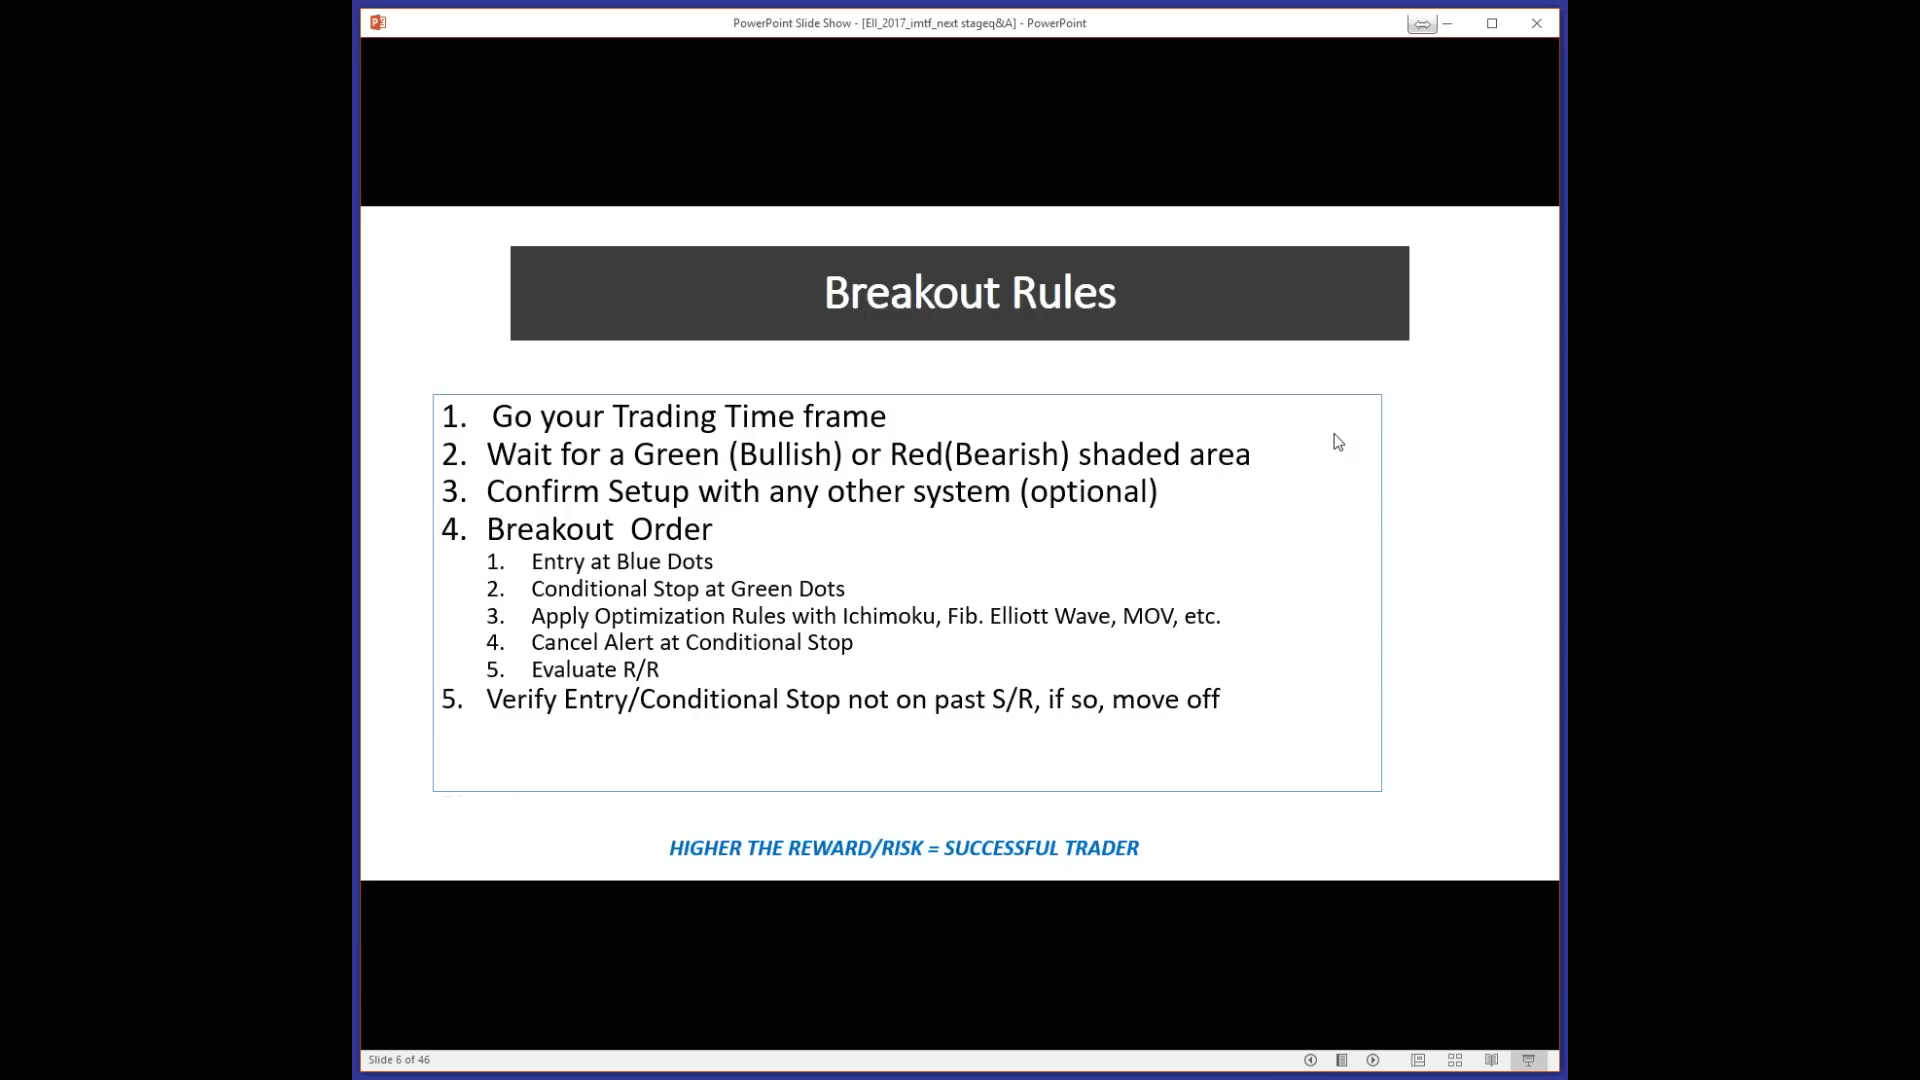 PowerPoint Slide Show - [Ell_2017_imtf_next stageq&A] - PowerPoint
Breakout Rules
1. Go your Trading Time frame
2. Wait for a Green (Bullish) or Red(Bearish) shaded area
3. Confirm Setup with any other system (optional)
4. Breakout Order
1. Entry at Blue Dots
2. Conditional Stop at Green Dots
3. Apply Optimization Rules with Ichimoku, Fib. Elliott Wave, MOV, etc.
4. Cancel Alert at Conditional Stop
5. Evaluate R/R
5. Verify Entry/Conditional Stop not on past S/R, if so, move off
HIGHER THE REWARD/RISK = SUCCESSFUL TRADER
Slide 6 of 46